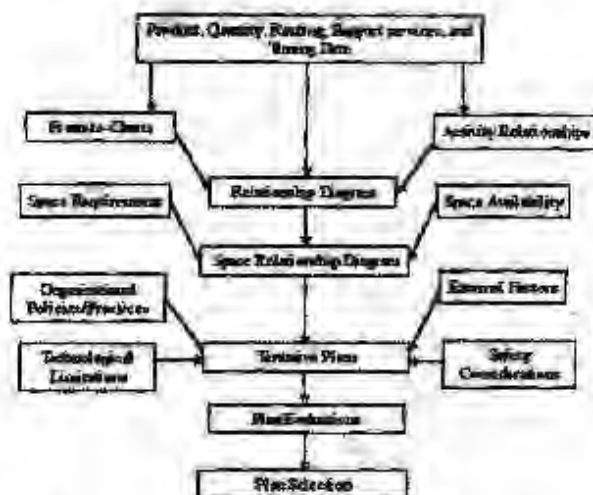 Product, Quantity, Routing, Support services, and
Timing Data
From-to-Charts
Activity Relationships
Relationship Diagram
Space Requirement
Space Availability
Space Relationship Diagram
Organizational
Policies/Practices
External Factors
Technological
Limitations
Tentative Plans
Safety
Considerations
Plan Evaluations
Plan Selection